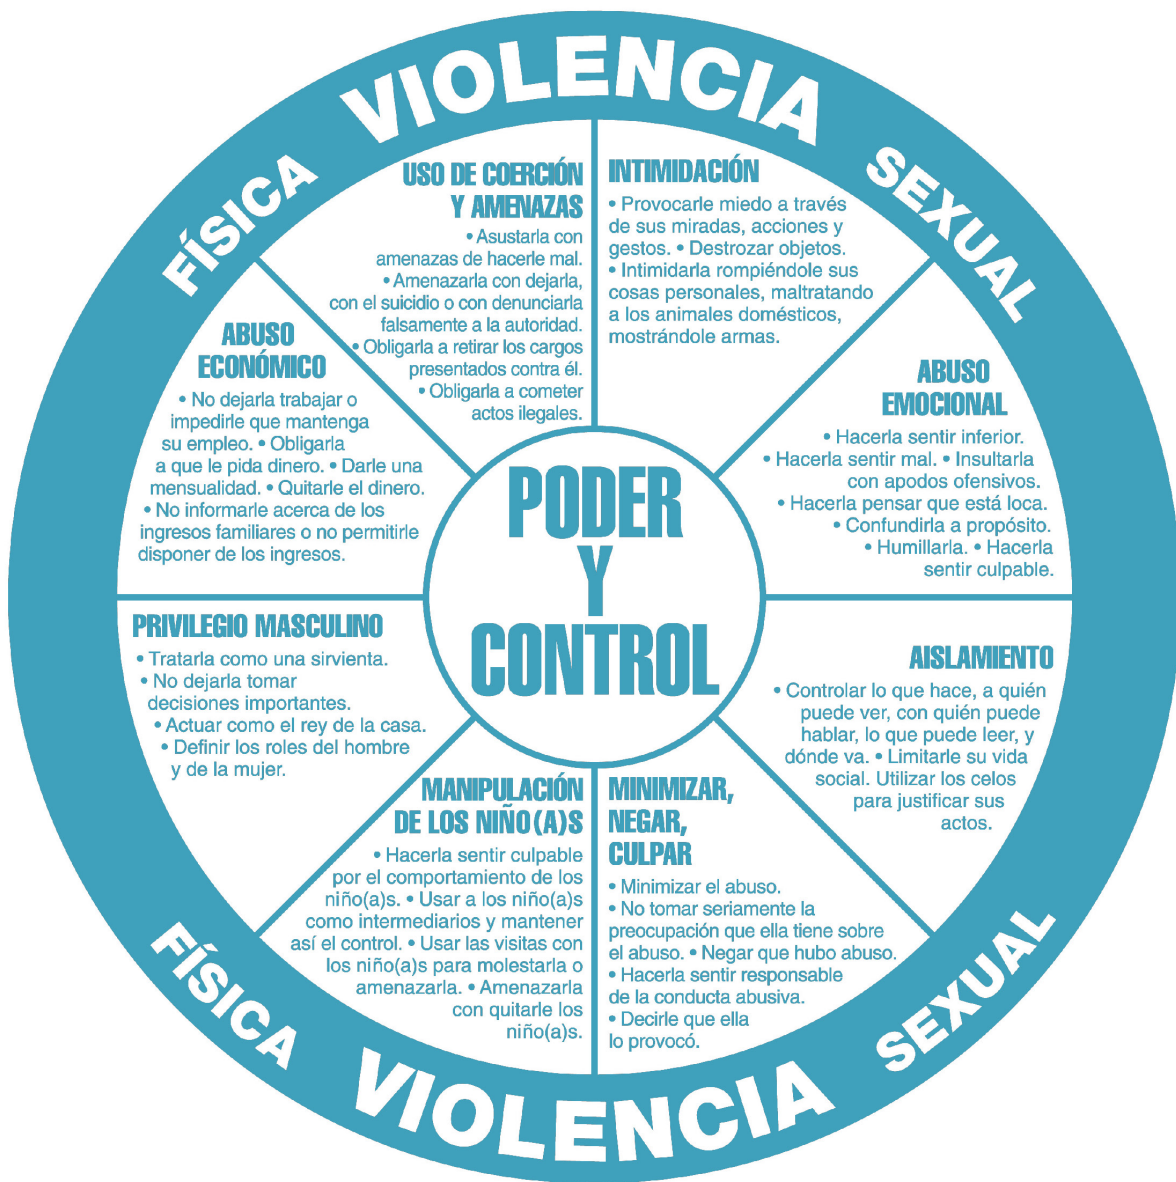 FÍSICA VIOLENCIA SEXUAL
USO DE COERCIÓN
Y AMENAZAS
• Asustarla con
amenazas de hacerle mal.
• Amenazarla con dejarla,
con el suicidio o con denunciarla
falsamente a la autoridad.
• Obligarla a retirar los cargos
presentados contra él.
• Obligarla a cometer
actos ilegales.
INTIMIDACIÓN
• Provocarle miedo a través
de sus miradas, acciones y
gestos. • Destrozar objetos.
• Intimidarla rompiéndole sus
cosas personales, maltratando
a los animales domésticos,
mostrándole armas.
ABUSO
EMOCIONAL
• Hacerla sentir inferior.
• Hacerla sentir mal. • Insultarla
con apodos ofensivos.
• Hacerla pensar que está loca.
• Confundirla a propósito.
• Humillarla. • Hacerla
sentir culpable.
AISLAMIENTO
• Controlar lo que hace, a quién
puede ver, con quién puede
hablar, lo que puede leer, y
dónde va. • Limitarle su vida
social. Utilizar los celos
para justificar sus
actos.
MINIMIZAR,
NEGAR,
CULPAR
• Minimizar el abuso.
• No tomar seriamente la
preocupación que ella tiene sobre
el abuso. • Negar que hubo abuso.
• Hacerla sentir responsable
de la conducta abusiva.
• Decirle que ella
lo provocó.
MANIPULACIÓN
DE LOS NIÑO(A)S
• Hacerla sentir culpable
por el comportamiento de los
niño(a)s. • Usar a los niño(a)s
como intermediarios y mantener
así el control. • Usar las visitas con
los niño(a)s para molestarla o
amenazarla. • Amenazarla
con quitarle los
niño(a)s.
PRIVILEGIO MASCULINO
• Tratarla como una sirvienta.
• No dejarla tomar
decisiones importantes.
• Actuar como el rey de la casa.
• Definir los roles del hombre
y de la mujer.
ABUSO
ECONÓMICO
• No dejarla trabajar o
impedirle que mantenga
su empleo. • Obligarla
a que le pida dinero. • Darle una
mensualidad. • Quitarle el dinero.
• No informarle acerca de los
ingresos familiares o no permitirle
disponer de los ingresos.
PODER
Y
CONTROL
FÍSICA VIOLENCIA SEXUAL